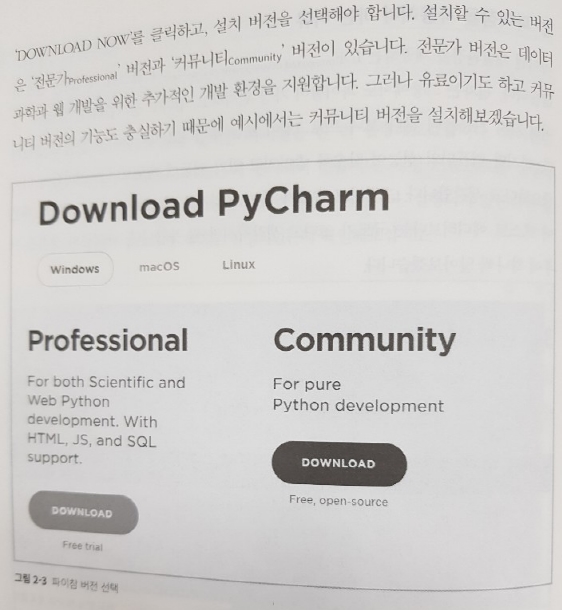 'DOWNLOAD NOW'를 클릭하고, 설치 버전을 선택해야 합니다. 설치할 수 있는 버전
은 '전문가Professional' 버전과 '커뮤니티Community' 버전이 있습니다. 전문가 버전은 데이터
과학과 웹 개발을 위한 추가적인 개발 환경을 지원합니다. 그러나 유료이기도 하고 커뮤
니티 버전의 기능도 충실하기 때문에 예시에서는 커뮤니티 버전을 설치해보겠습니다.
Download PyCharm
Windows macOS Linux
Professional
For both Scientific and
Web Python
development. With
HTML, JS, and SQL
support.
DOWNLOAD
Free trial
Community
For pure
Python development
DOWNLOAD
Free, open-source
그림 2-3 파이참 버전 선택